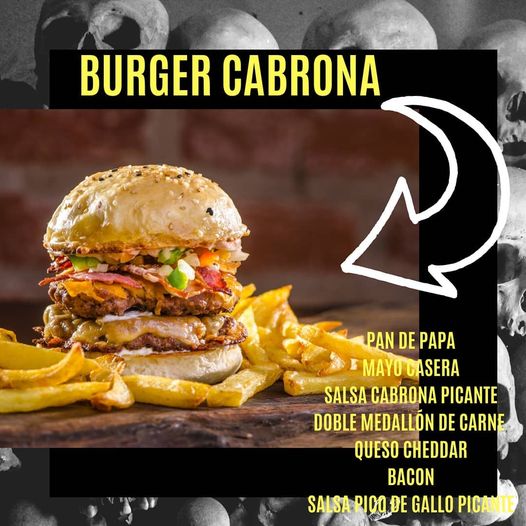 BURGER CABRONA
PAN DE PAPA
MAYO CASERA
SALSA CABRONA PICANTE
DOBLE MEDALLÓN DE CARNE
QUESO CHEDDAR
BACON
SALSA PICO DE GALLO PICANTE